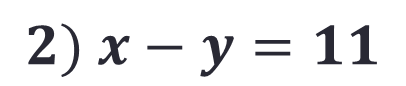 2) x − y = 11